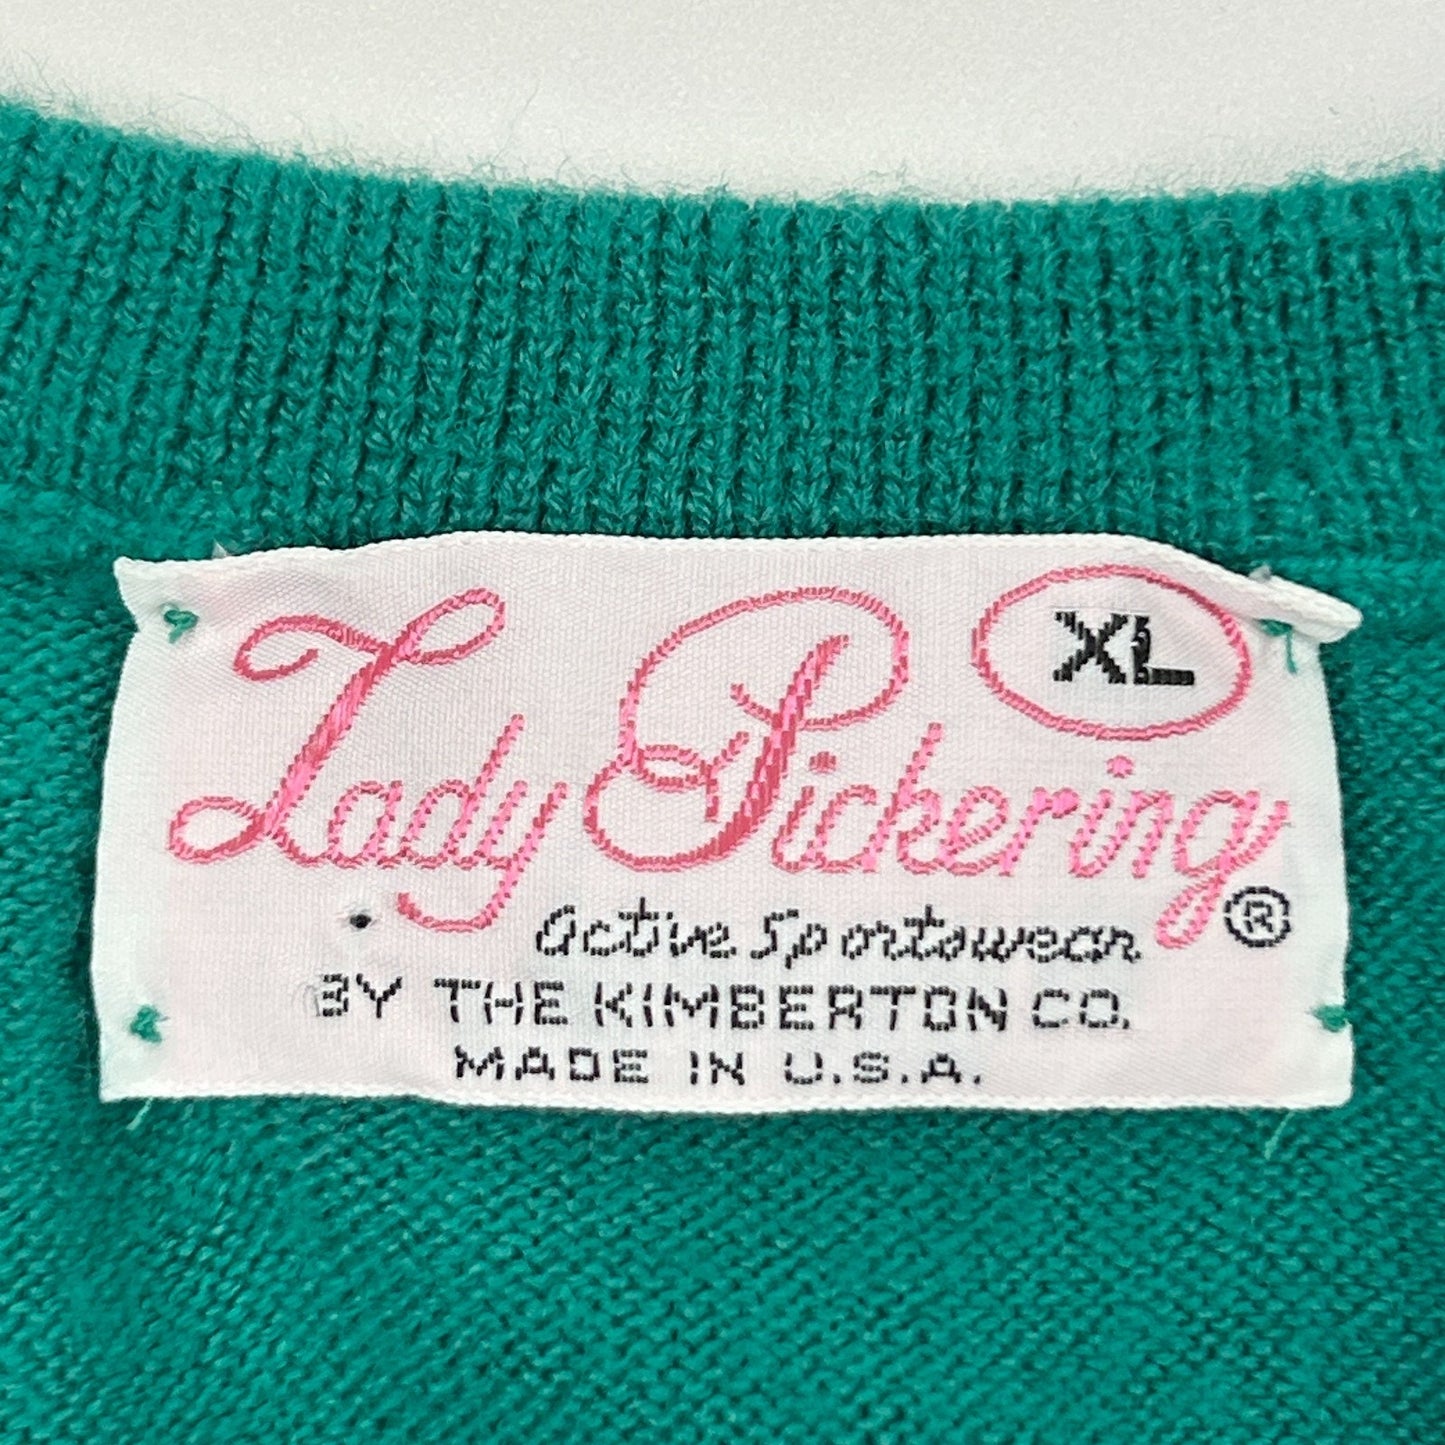 XL
Lady Pickering
Active Sportswear ®
BY THE KIMBERTON CO.
MADE IN U.S.A.